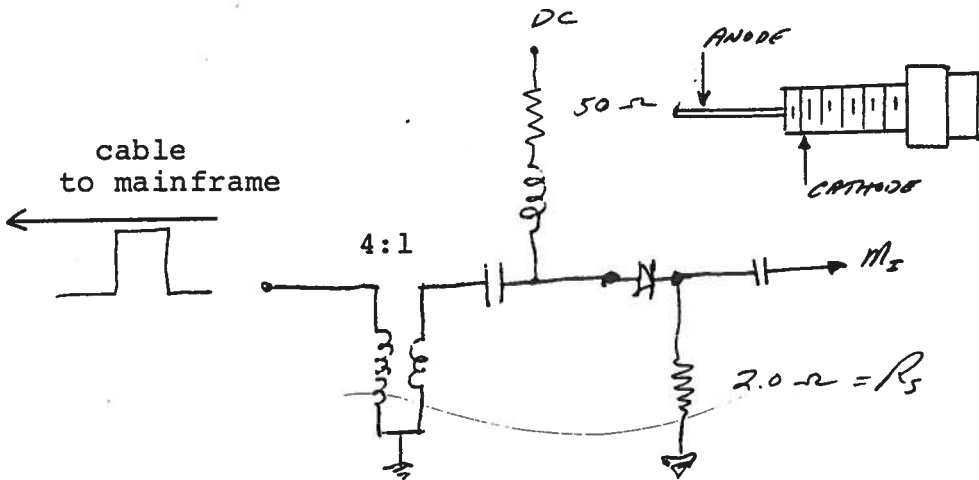 DC
ANODE
50 Ω
cable
to mainframe
CATHODE
4:1
M_I
2.0 Ω = R_S